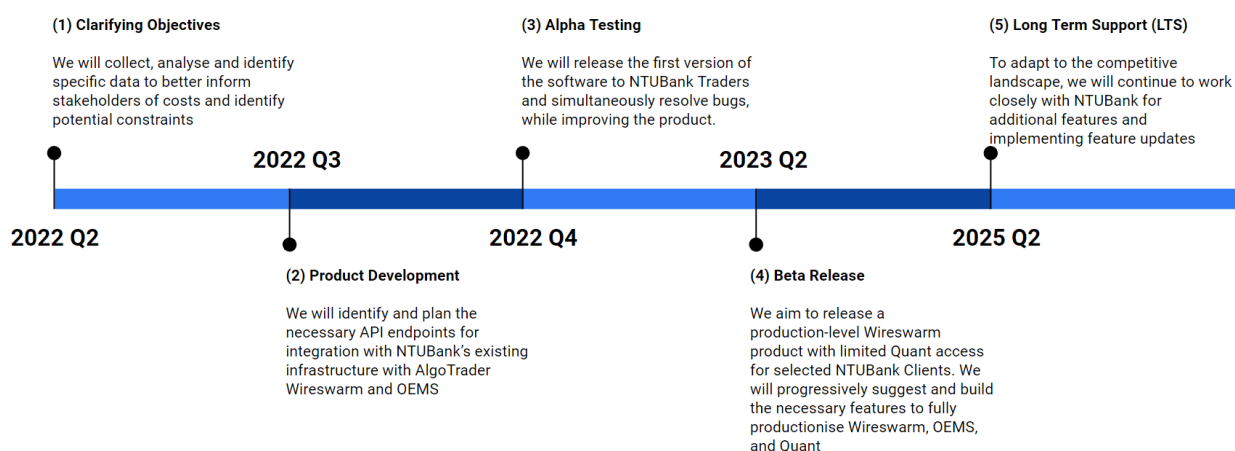 (1) Clarifying Objectives
We will collect, analyse and identify
specific data to better inform
stakeholders of costs and identify
potential constraints
(3) Alpha Testing
We will release the first version of
the software to NTUBank Traders
and simultaneously resolve bugs,
while improving the product.
(5) Long Term Support (LTS)
To adapt to the competitive
landscape, we will continue to work
closely with NTUBank for
additional features and
implementing feature updates
2022 Q3
2023 Q2
2022 Q2
2022 Q4
2025 Q2
(2) Product Development
We will identify and plan the
necessary API endpoints for
integration with NTUBank's existing
infrastructure with AlgoTrader
Wireswarm and OEMS
(4) Beta Release
We aim to release a
production-level Wireswarm
product with limited Quant access
for selected NTUBank Clients. We
will progressively suggest and build
the necessary features to fully
productionise Wireswarm, OEMS,
and Quant